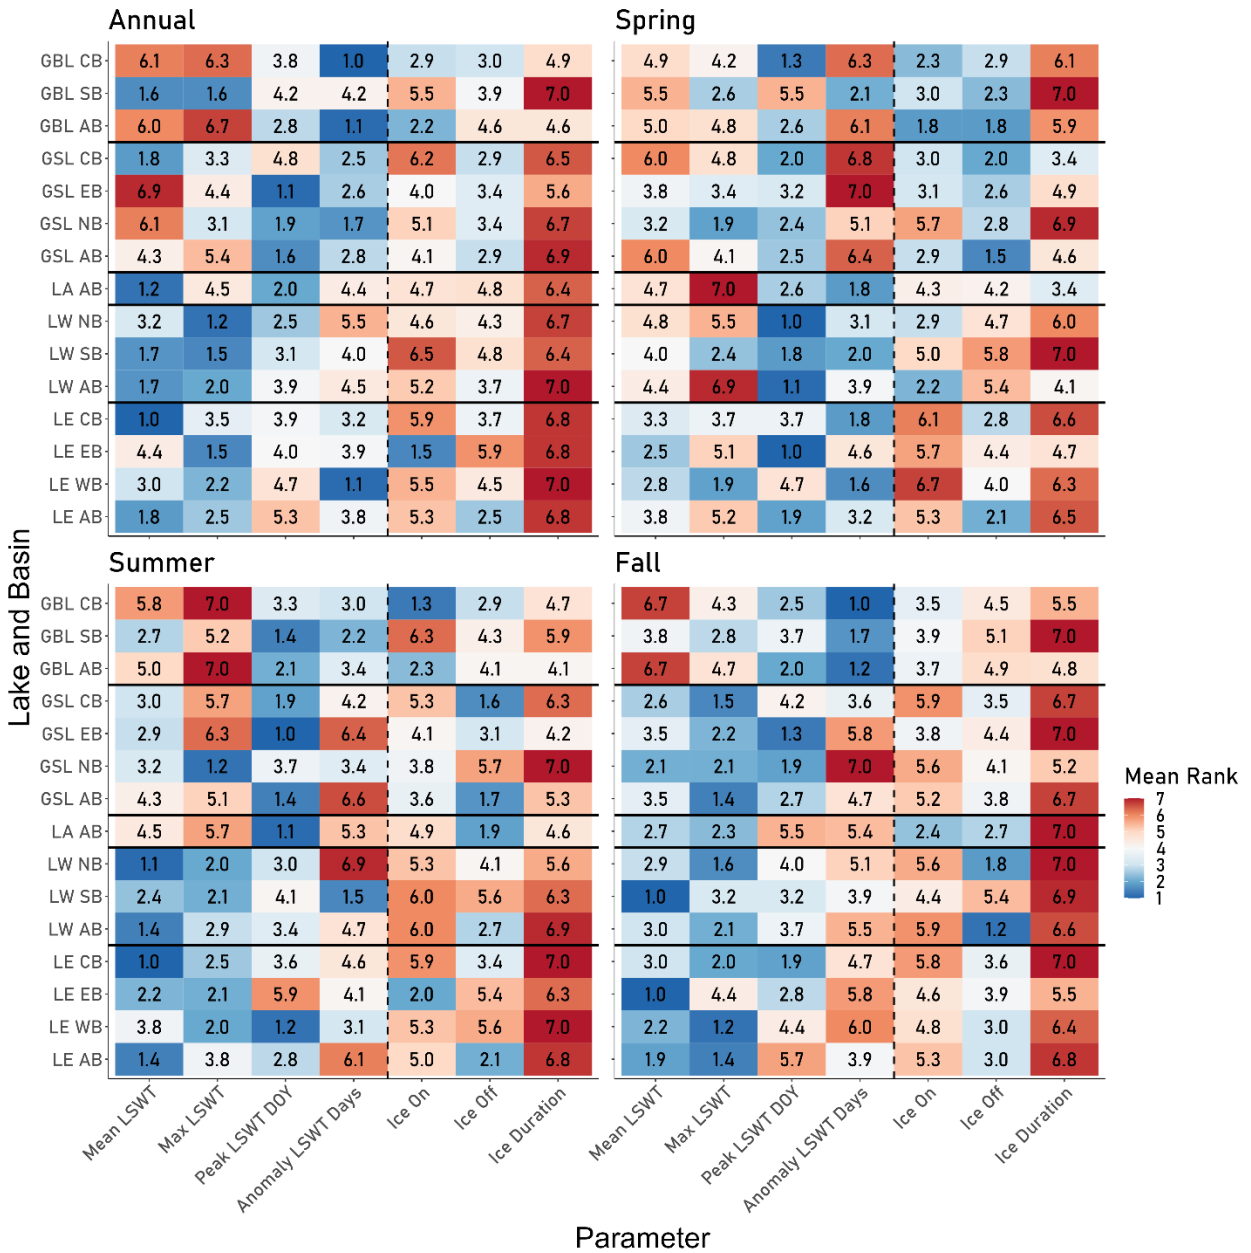 Annual Spring
GBL CB 6.1 6.3 3.8 1.0 2.9 3.0 4.9 4.9 4.2 1.3 6.3 2.3 2.9 6.1
GBL SB 1.6 1.6 4.2 4.2 5.5 3.9 7.0 5.5 2.6 5.5 2.1 3.0 2.3 7.0
GBL AB 6.0 6.7 2.8 1.1 2.2 4.6 4.6 5.0 4.8 2.6 6.1 1.8 1.8 5.9
GSL CB 1.8 3.3 4.8 2.5 6.2 2.9 6.5 6.0 4.8 2.0 6.8 3.0 2.0 3.4
GSL EB 6.9 4.4 1.1 2.6 4.0 3.4 5.6 3.8 3.4 3.2 7.0 3.1 2.6 4.9
GSL NB 6.1 3.1 1.9 1.7 5.1 3.4 6.7 3.2 1.9 2.4 5.1 5.7 2.8 6.9
GSL AB 4.3 5.4 1.6 2.8 4.1 2.9 6.9 6.0 4.1 2.5 6.4 2.9 1.5 4.6
LA AB 1.2 4.5 2.0 4.4 4.7 4.8 6.4 4.7 7.0 2.6 1.8 4.3 4.2 3.4
LW NB 3.2 1.2 2.5 5.5 4.6 4.3 6.7 4.8 5.5 1.0 3.1 2.9 4.7 6.0
LW SB 1.7 1.5 3.1 4.0 6.5 4.8 6.4 4.0 2.4 1.8 2.0 5.0 5.8 7.0
LW AB 1.7 2.0 3.9 4.5 5.2 3.7 7.0 4.4 6.9 1.1 3.9 2.2 5.4 4.1
LE CB 1.0 3.5 3.9 3.2 5.9 3.7 6.8 3.3 3.7 3.7 1.8 6.1 2.8 6.6
LE EB 4.4 1.5 4.0 3.9 1.5 5.9 6.8 2.5 5.1 1.0 4.6 5.7 4.4 4.7
LE WB 3.0 2.2 4.7 1.1 5.5 4.5 7.0 2.8 1.9 4.7 1.6 6.7 4.0 6.3
LE AB 1.8 2.5 5.3 3.8 5.3 2.5 6.8 3.8 5.2 1.9 3.2 5.3 2.1 6.5
Lake and Basin
Summer Fall
GBL CB 5.8 7.0 3.3 3.0 1.3 2.9 4.7 6.7 4.3 2.5 1.0 3.5 4.5 5.5
GBL SB 2.7 5.2 1.4 2.2 6.3 4.3 5.9 3.8 2.8 3.7 1.7 3.9 5.1 7.0
GBL AB 5.0 7.0 2.1 3.4 2.3 4.1 4.1 6.7 4.7 2.0 1.2 3.7 4.9 4.8
GSL CB 3.0 5.7 1.9 4.2 5.3 1.6 6.3 2.6 1.5 4.2 3.6 5.9 3.5 6.7
GSL EB 2.9 6.3 1.0 6.4 4.1 3.1 4.2 3.5 2.2 1.3 5.8 3.8 4.4 7.0
GSL NB 3.2 1.2 3.7 3.4 3.8 5.7 7.0 2.1 2.1 1.9 7.0 5.6 4.1 5.2
GSL AB 4.3 5.1 1.4 6.6 3.6 1.7 5.3 3.5 1.4 2.7 4.7 5.2 3.8 6.7
LA AB 4.5 5.7 1.1 5.3 4.9 1.9 4.6 2.7 2.3 5.5 5.4 2.4 2.7 7.0
LW NB 1.1 2.0 3.0 6.9 5.3 4.1 5.6 2.9 1.6 4.0 5.1 5.6 1.8 7.0
LW SB 2.4 2.1 4.1 1.5 6.0 5.6 6.3 1.0 3.2 3.2 3.9 4.4 5.4 6.9
LW AB 1.4 2.9 3.4 4.7 6.0 2.7 6.9 3.0 2.1 3.7 5.5 5.9 1.2 6.6
LE CB 1.0 2.5 3.6 4.6 5.9 3.4 7.0 3.0 2.0 1.9 4.7 5.8 3.6 7.0
LE EB 2.2 2.1 5.9 4.1 2.0 5.4 6.3 1.0 4.4 2.8 5.8 4.6 3.9 5.5
LE WB 3.8 2.0 1.2 3.1 5.3 5.6 7.0 2.2 1.2 4.4 6.0 4.8 3.0 6.4
LE AB 1.4 3.8 2.8 6.1 5.0 2.1 6.8 1.9 1.4 5.7 3.9 5.3 3.0 6.8
Mean LSWT Max LSWT Peak LSWT DOY Anomaly LSWT Days Ice On Ice Off Ice Duration Mean LSWT Max LSWT Peak LSWT DOY Anomaly LSWT Days Ice On Ice Off Ice Duration
Parameter
Mean Rank
7
6
5
4
3
2
1